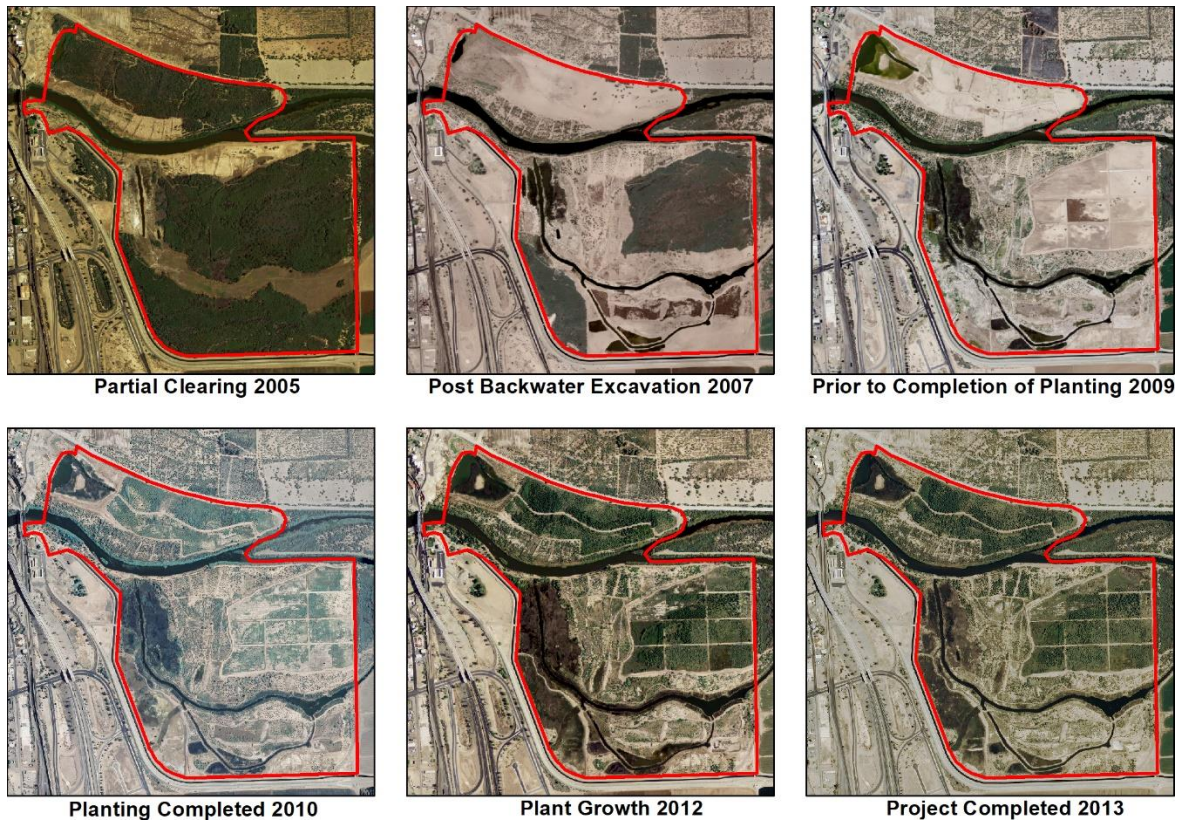 Partial Clearing 2005
Post Backwater Excavation 2007
Prior to Completion of Planting 2009
Planting Completed 2010
Plant Growth 2012
Project Completed 2013